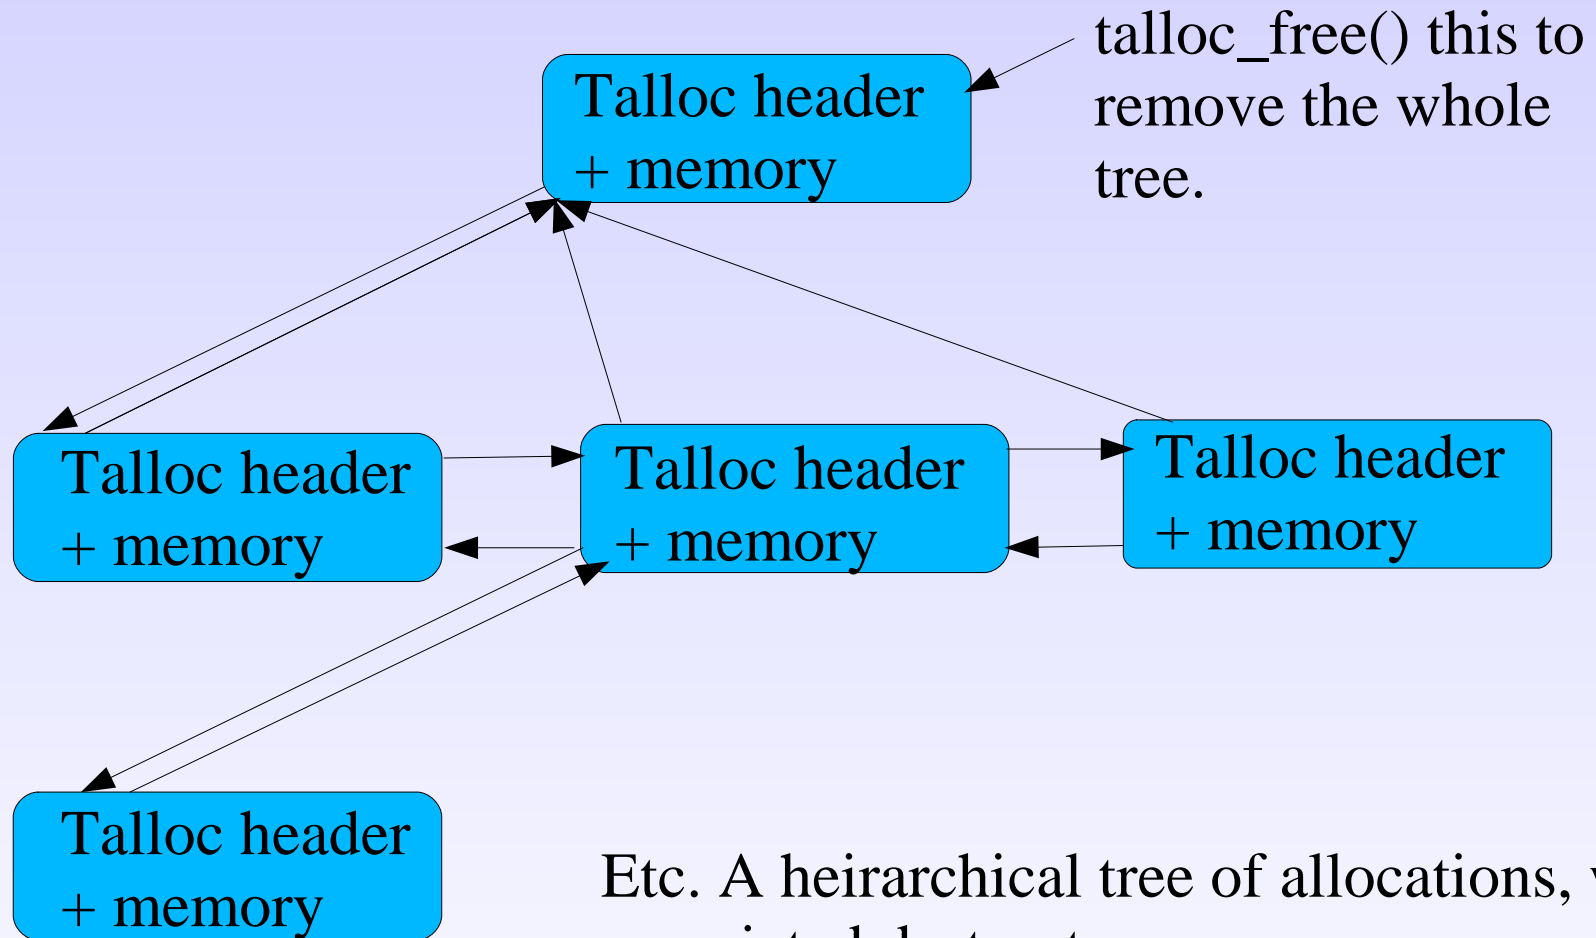 talloc_free() this to
remove the whole
tree.
Talloc header
+ memory
Talloc header
+ memory
Talloc header
+ memory
Talloc header
+ memory
Talloc header
+ memory
Etc. A heirarchical tree of allocations,